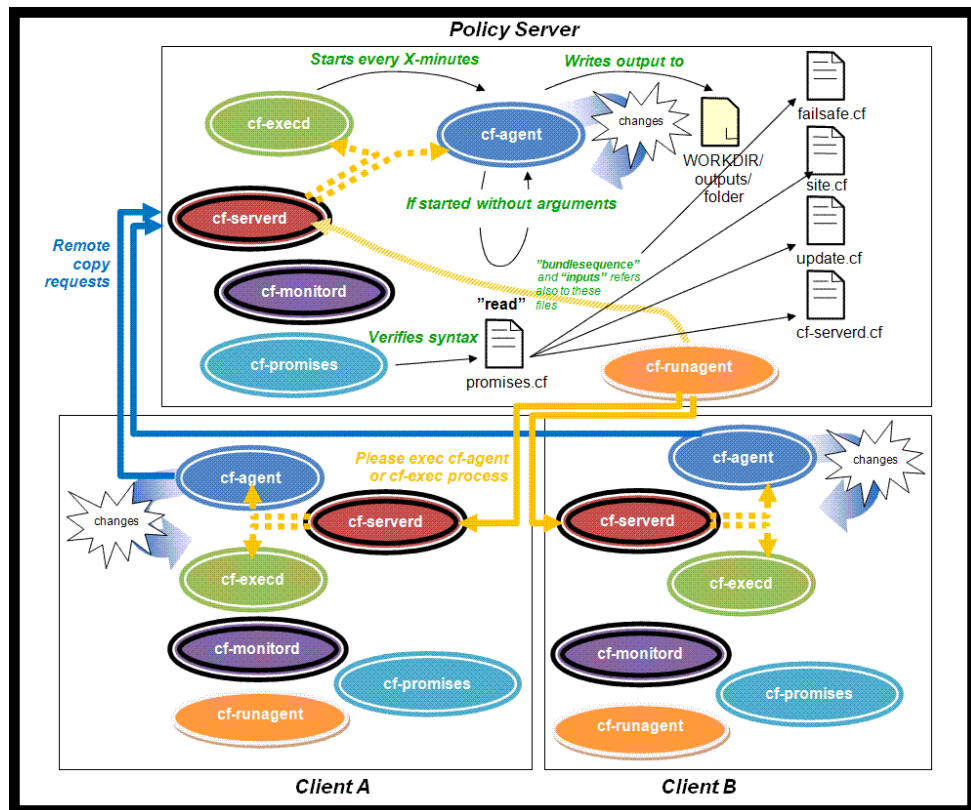 Policy Server
Starts every X-minutes
Writes output to
cf-execd
cf-agent
changes
WORKDIR/
outputs/
folder
failsafe.cf
site.cf
update.cf
cf-serverd.cf
cf-serverd
If started without arguments
Remote
copy
requests
cf-monitord
”bundlesequence”
and “inputs” refers
also to these
files
”read”
Verifies syntax
cf-promises
promises.cf
cf-runagent
Please exec cf-agent
or cf-exec process
cf-agent
changes
cf-serverd
cf-execd
cf-monitord
cf-promises
cf-runagent
Client A
cf-agent
changes
cf-serverd
cf-execd
cf-monitord
cf-promises
cf-runagent
Client B